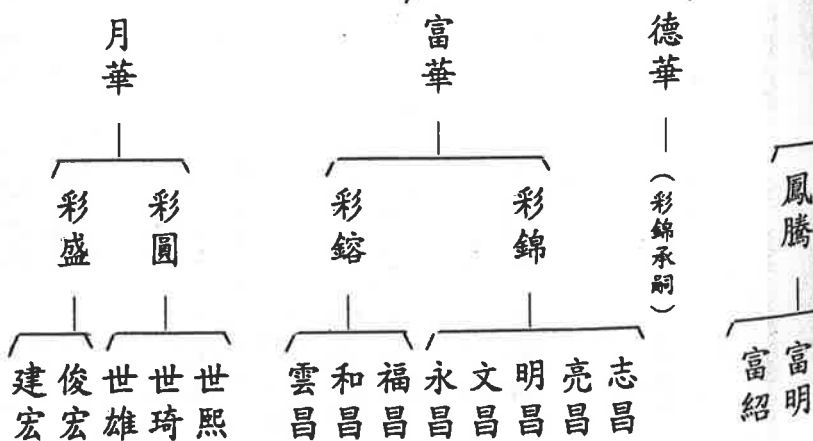 鳳騰
富明
富紹
德華
（彩錦承嗣）
富華
彩錦
志昌
亮昌
明昌
文昌
永昌
彩鎔
福昌
和昌
雲昌
月華
彩圓
世熙
世琦
世雄
彩盛
俊宏
建宏